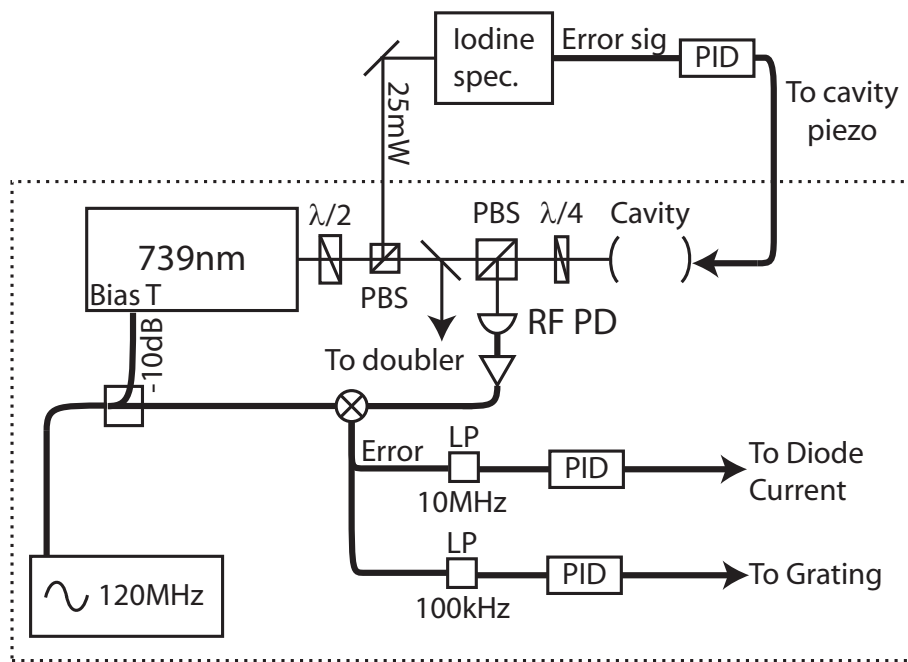 Iodine
spec.
Error sig
PID
To cavity
piezo
25mW
λ/2
PBS
λ/4
Cavity
739nm
Bias T
PBS
-10dB
RF PD
To doubler
Error
LP
10MHz
PID
To Diode
Current
LP
100kHz
PID
To Grating
120MHz